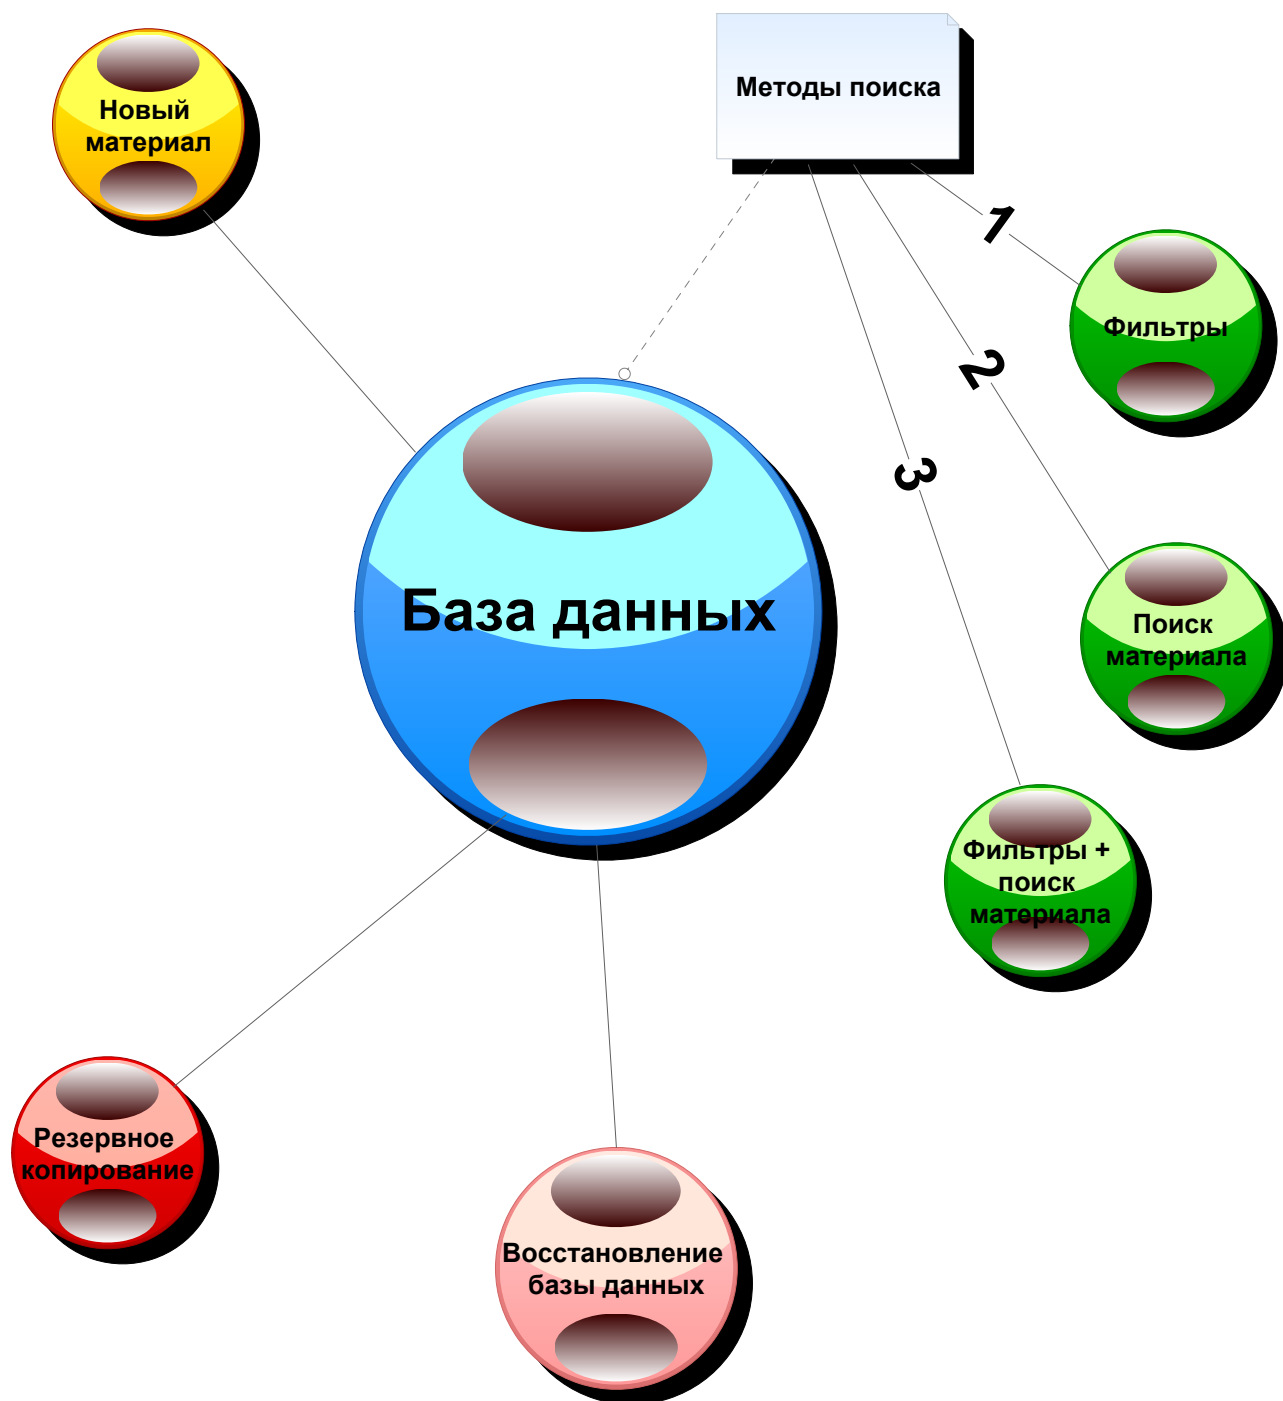 Методы поиска
Новый
материал
1
Фильтры
2
3
База данных
Поиск
материала
Фильтры +
поиск
материала
Резервное
копирование
Восстановление
базы данных